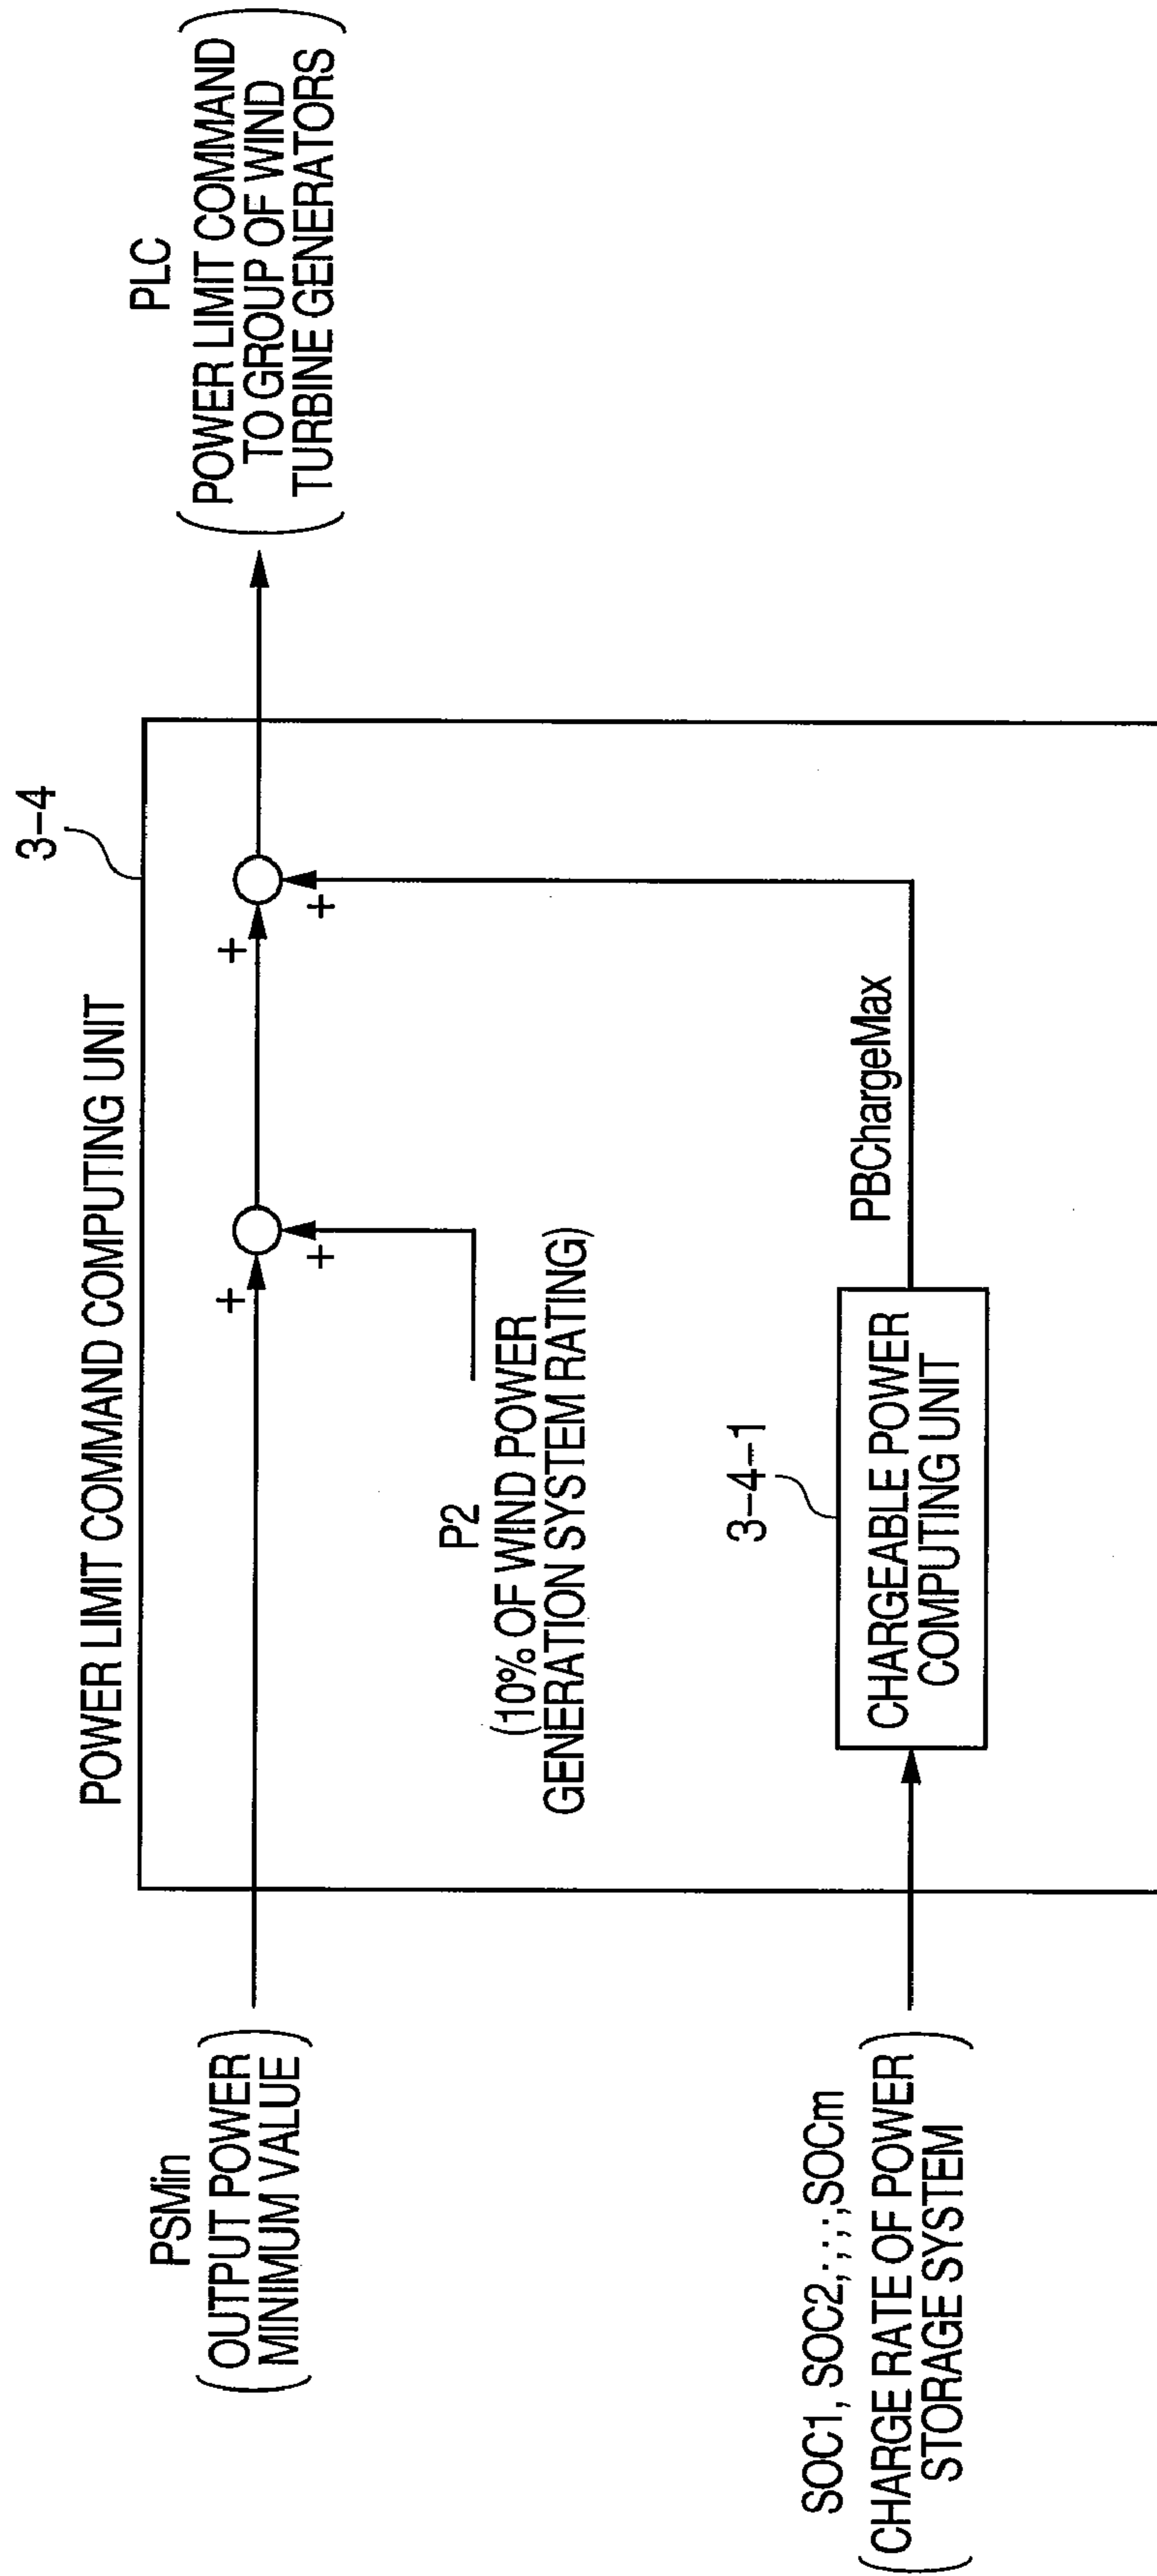 POWER LIMIT COMMAND COMPUTING UNIT
3-4
PSMin
(OUTPUT POWER
MINIMUM VALUE)
+
+
P2
(10% OF WIND POWER
GENERATION SYSTEM RATING)
+
+
PLC
(POWER LIMIT COMMAND
TO GROUP OF WIND
TURBINE GENERATORS)
SOC1, SOC2,・,・,・,SOCm
(CHARGE RATE OF POWER
STORAGE SYSTEM)
3-4-1
CHARGEABLE POWER
COMPUTING UNIT
PBChargeMax